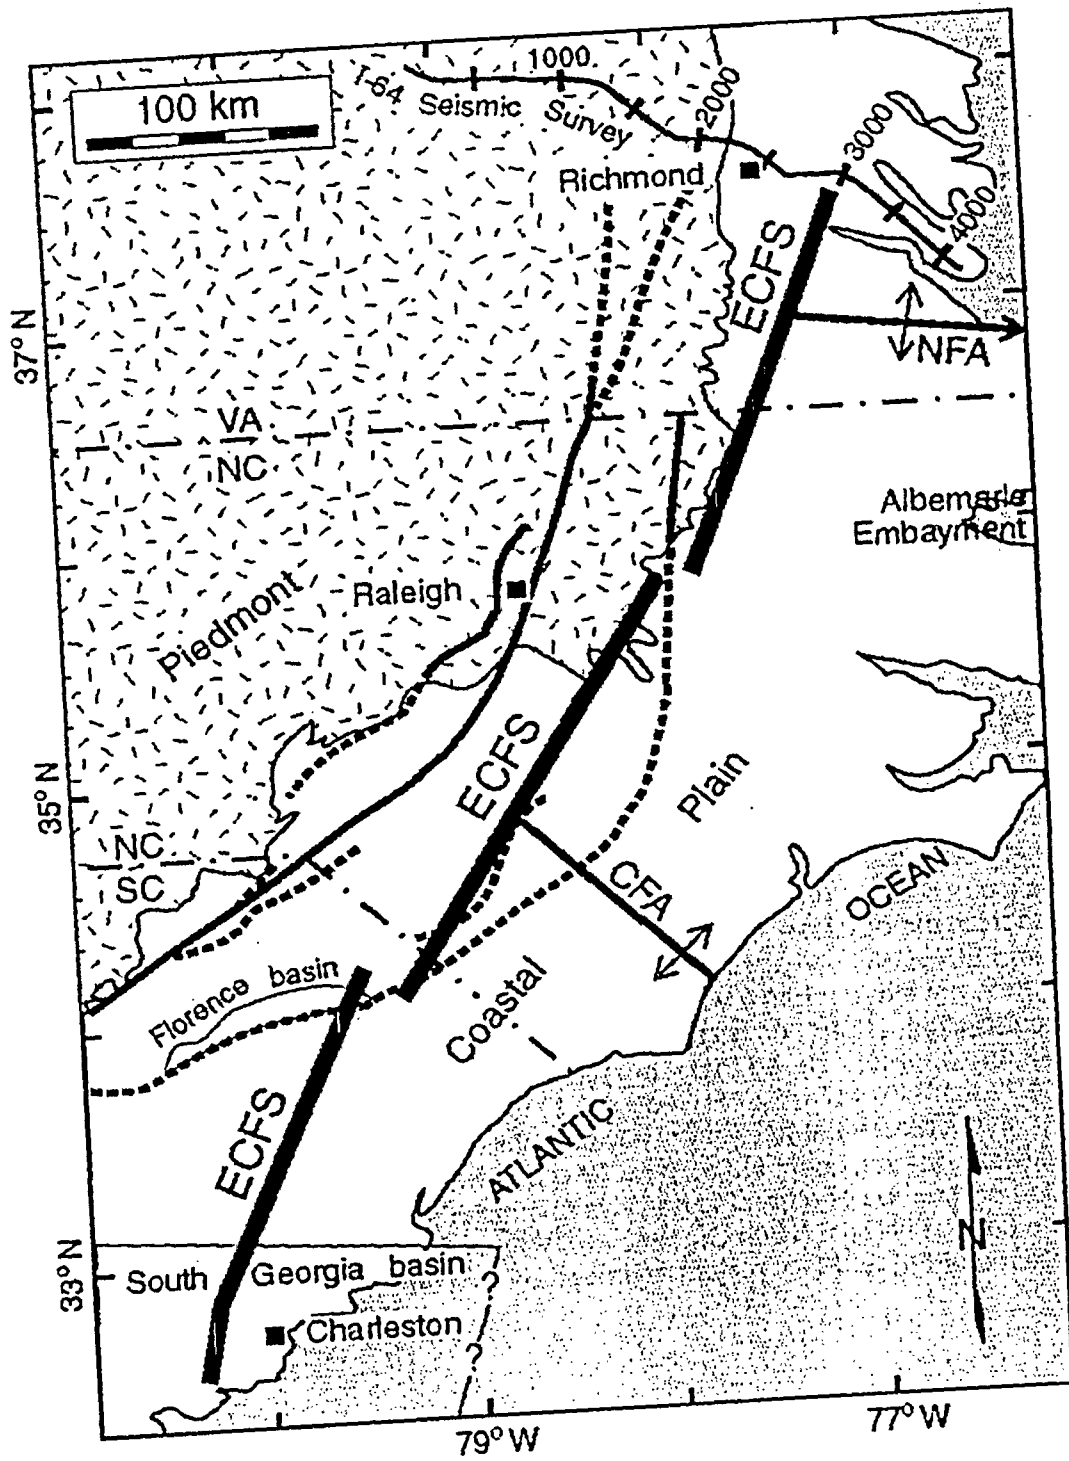 1000.
I-64 Seismic Survey
2000
100 km
3000
Richmond
4000
ECFS
37° N
NFA
VA
NC
Albemarle
Embayment
Raleigh
Piedmont
ECFS
Plain
35° N
NC
SC
CFA
OCEAN
Florence basin
Coastal
ECFS
ATLANTIC
N
33° N
South Georgia basin
?
Charleston
?
79° W
77° W